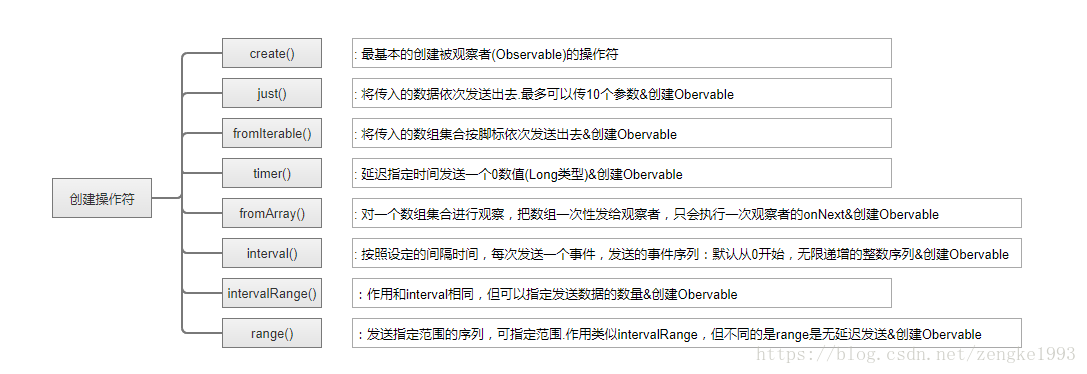 create()
: 最基本的创建被观察者(Observable)的操作符
just()
: 将传入的数据依次发送出去.最多可以传10个参数&创建Obervable
fromIterable()
: 将传入的数组集合按脚标依次发送出去&创建Obervable
timer()
: 延迟指定时间发送一个0数值(Long类型)&创建Obervable
创建操作符
fromArray()
: 对一个数组集合进行观察，把数组一次性发给观察者，只会执行一次观察者的onNext&创建Obervable
interval()
: 按照设定的间隔时间，每次发送一个事件，发送的事件序列：默认从0开始，无限递增的整数序列&创建Obervable
intervalRange()
：作用和interval相同，但可以指定发送数据的数量&创建Obervable
range()
：发送指定范围的序列，可指定范围.作用类似intervalRange，但不同的是range是无延迟发送&创建Obervable
https://blog.csdn.net/zengke1993